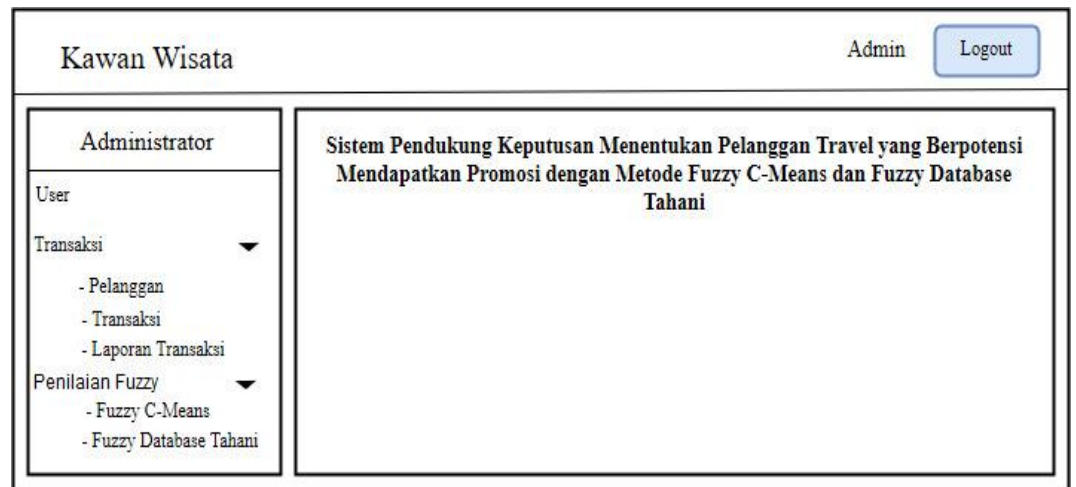 Kawan Wisata
Admin
Logout
Administrator
User
Transaksi
- Pelanggan
- Transaksi
- Laporan Transaksi
Penilaian Fuzzy
- Fuzzy C-Means
- Fuzzy Database Tahani
Sistem Pendukung Keputusan Menentukan Pelanggan Travel yang Berpotensi
Mendapatkan Promosi dengan Metode Fuzzy C-Means dan Fuzzy Database
Tahani